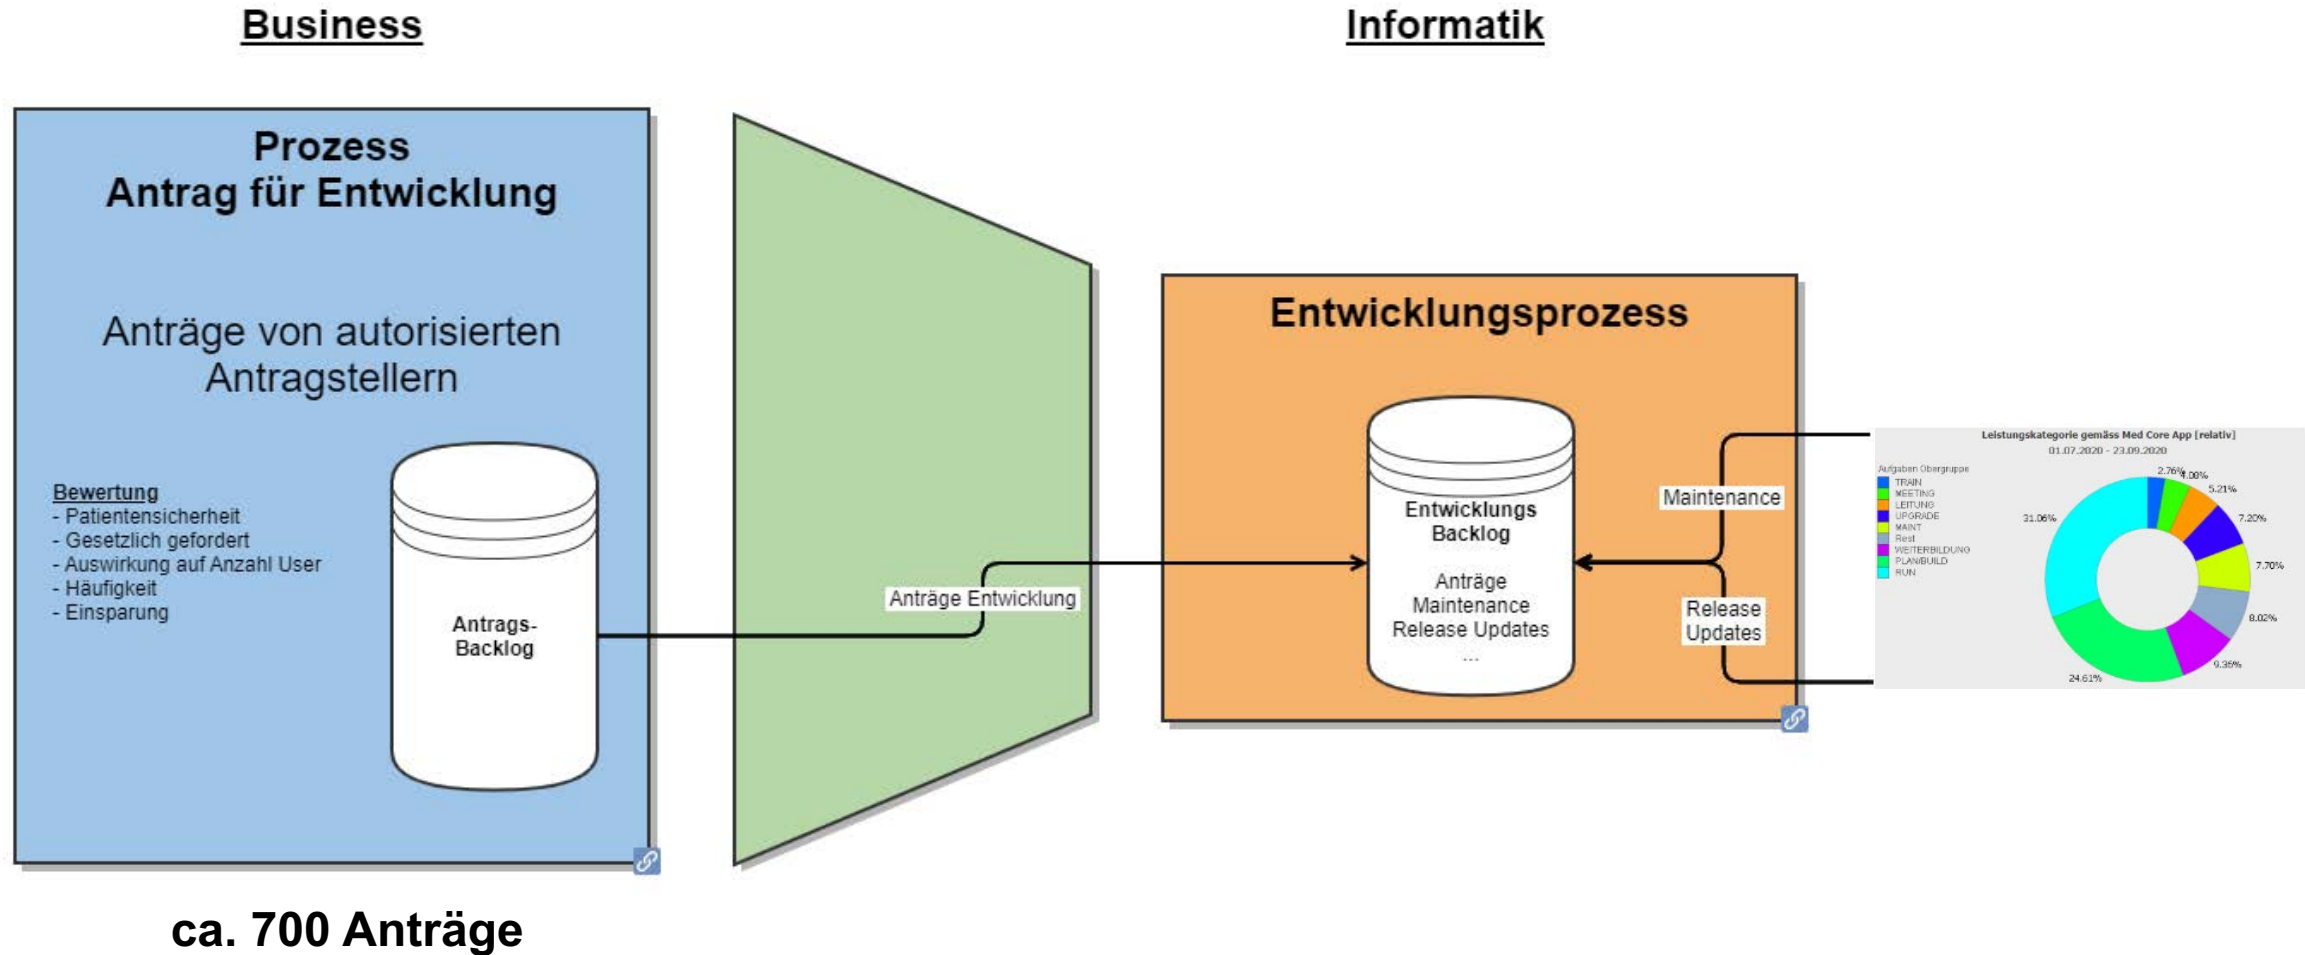 Business
Informatik
Prozess
Antrag für Entwicklung
Anträge von autorisierten
Antragstellern
Bewertung
- Patientensicherheit
- Gesetzlich gefordert
- Auswirkung auf Anzahl User
- Häufigkeit
- Einsparung
Antrags-
Backlog
Anträge Entwicklung
Entwicklungsprozess
Entwicklungs
Backlog
Anträge
Maintenance
Release Updates
...
Maintenance
Release
Updates
Leistungskategorie gemäss Med Core App [relativ]
01.07.2020 - 23.09.2020
Aufgaben Obergruppe
TRAIN
MEETING
LEITUNG
UPGRADE
MAINT
Rest
WEITERBILDUNG
PLAN/BUILD
RUN
2.76%
4.08%
5.21%
7.20%
7.70%
8.02%
9.36%
24.61%
31.06%
ca. 700 Anträge